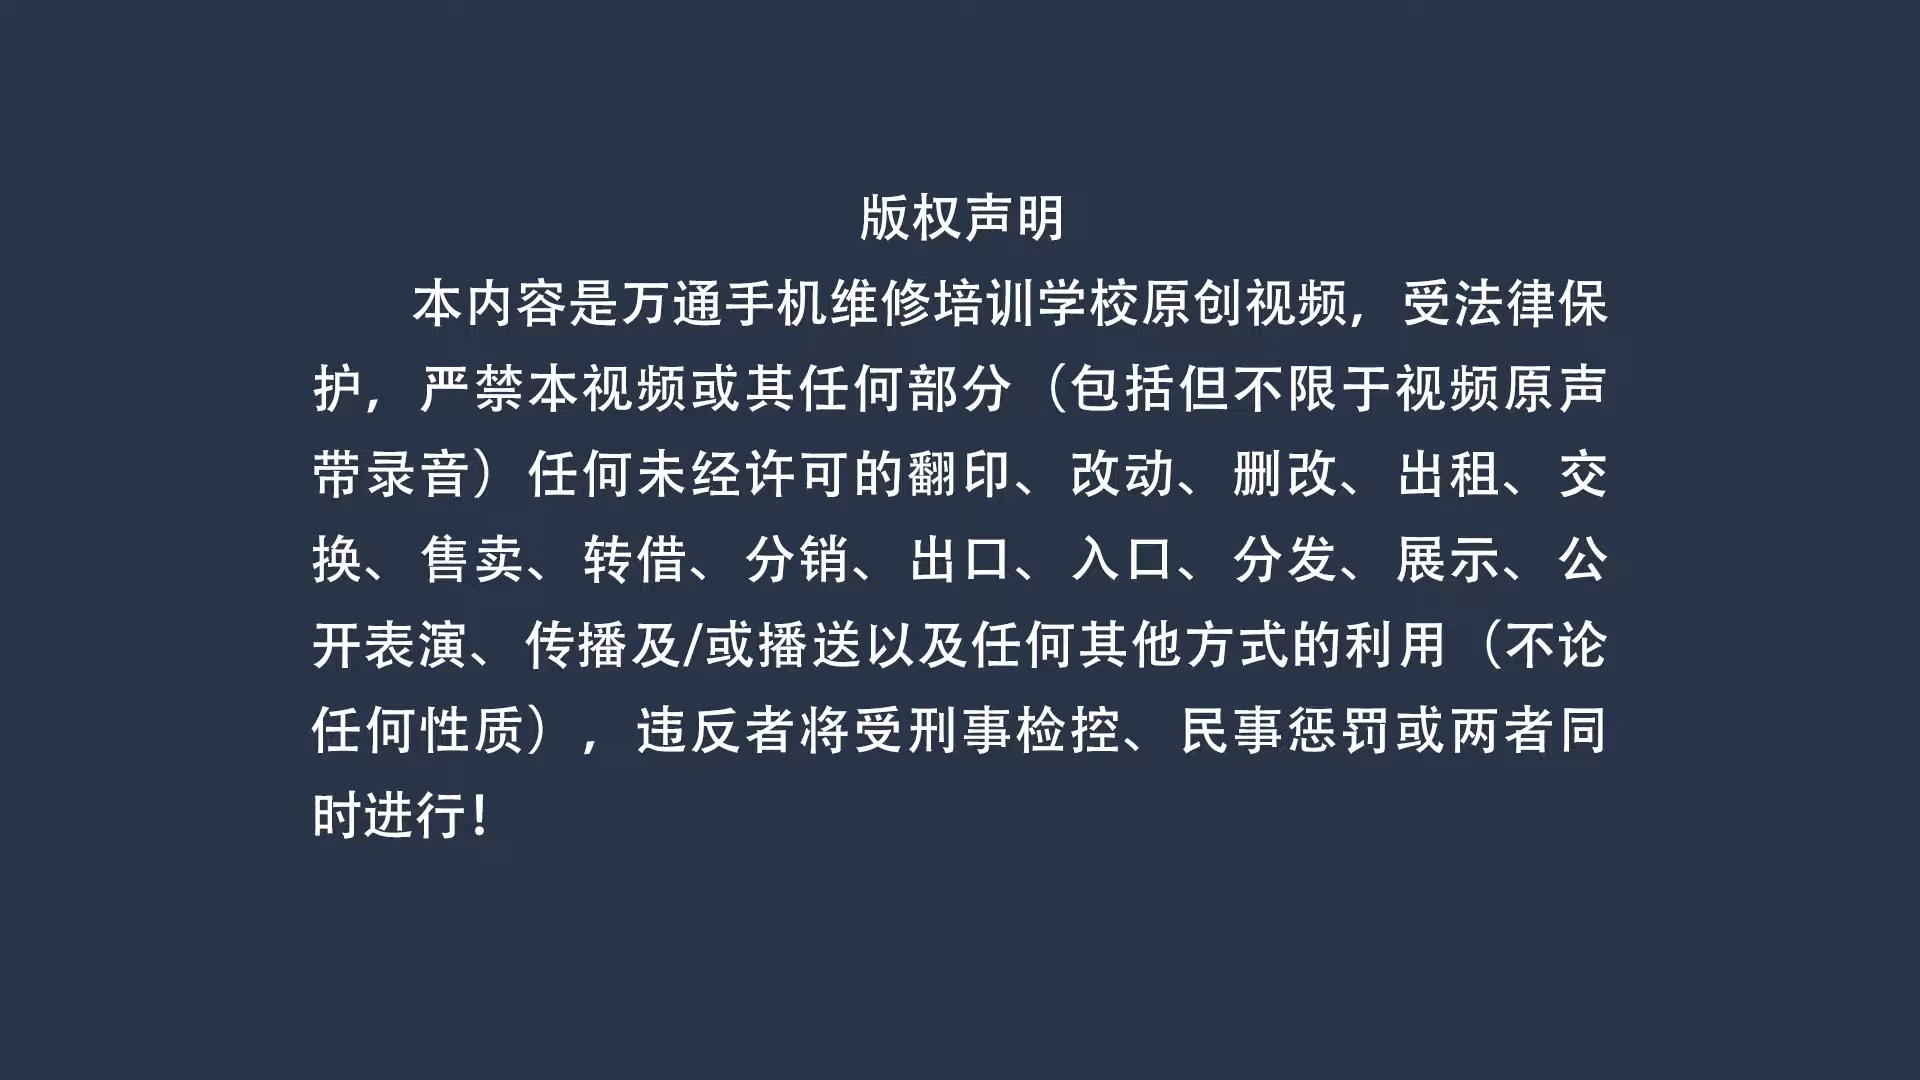 版权声明
本内容是万通手机维修培训学校原创视频，受法律保
护，严禁本视频或其任何部分（包括但不限于视频原声
带录音）任何未经许可的翻印、改动、删改、出租、交
换、售卖、转借、分销、出口、入口、分发、展示、公
开表演、传播及/或播送以及任何其他方式的利用（不论
任何性质），违反者将受刑事检控、民事惩罚或两者同
时进行！